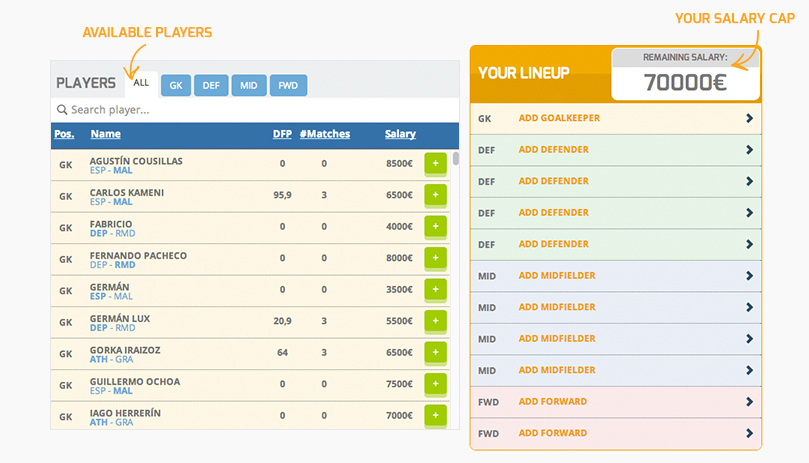 AVAILABLE PLAYERS
YOUR SALARY CAP
PLAYERS ALL GK DEF MID FWD
Search player...
Pos. Name DFP #Matches Salary
GK AGUSTÍN COUSILLAS 0 0 8500€ +
ESP - MAL
GK CARLOS KAMENI 95,9 3 6500€ +
ESP - MAL
GK FABRICIO 0 0 4000€ +
DEP - RMD
GK FERNANDO PACHECO 0 0 8000€ +
DEP - RMD
GK GERMÁN 0 0 3500€ +
ESP - MAL
GK GERMÁN LUX 20,9 3 5500€ +
DEP - RMD
GK GORKA IRAIZOZ 64 3 6500€ +
ATH - GRA
GK GUILLERMO OCHOA 0 0 7500€ +
ESP - MAL
GK IAGO HERRERÍN 0 0 7000€ +
ATH - GRA
YOUR LINEUP
REMAINING SALARY:
70000€
GK ADD GOALKEEPER
DEF ADD DEFENDER
DEF ADD DEFENDER
DEF ADD DEFENDER
DEF ADD DEFENDER
MID ADD MIDFIELDER
MID ADD MIDFIELDER
MID ADD MIDFIELDER
MID ADD MIDFIELDER
FWD ADD FORWARD
FWD ADD FORWARD